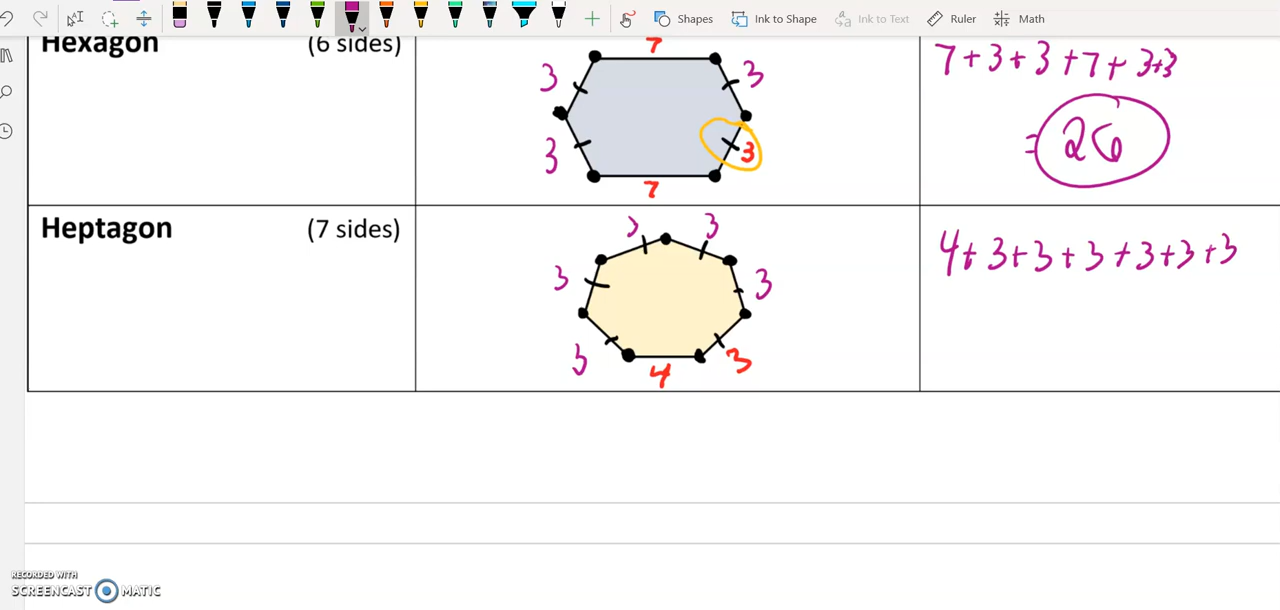 Shapes
Ink to Shape
Ink to Text
Ruler
Math
Hexagon (6 sides)
7
3 3
3 3
7
7 + 3 + 3 + 7 + 3+3
= 26
Heptagon (7 sides)
3 3
3 3
3 3
4
4 + 3 + 3 + 3 + 3 + 3 + 3
RECORDED WITH
SCREENCAST MATIC